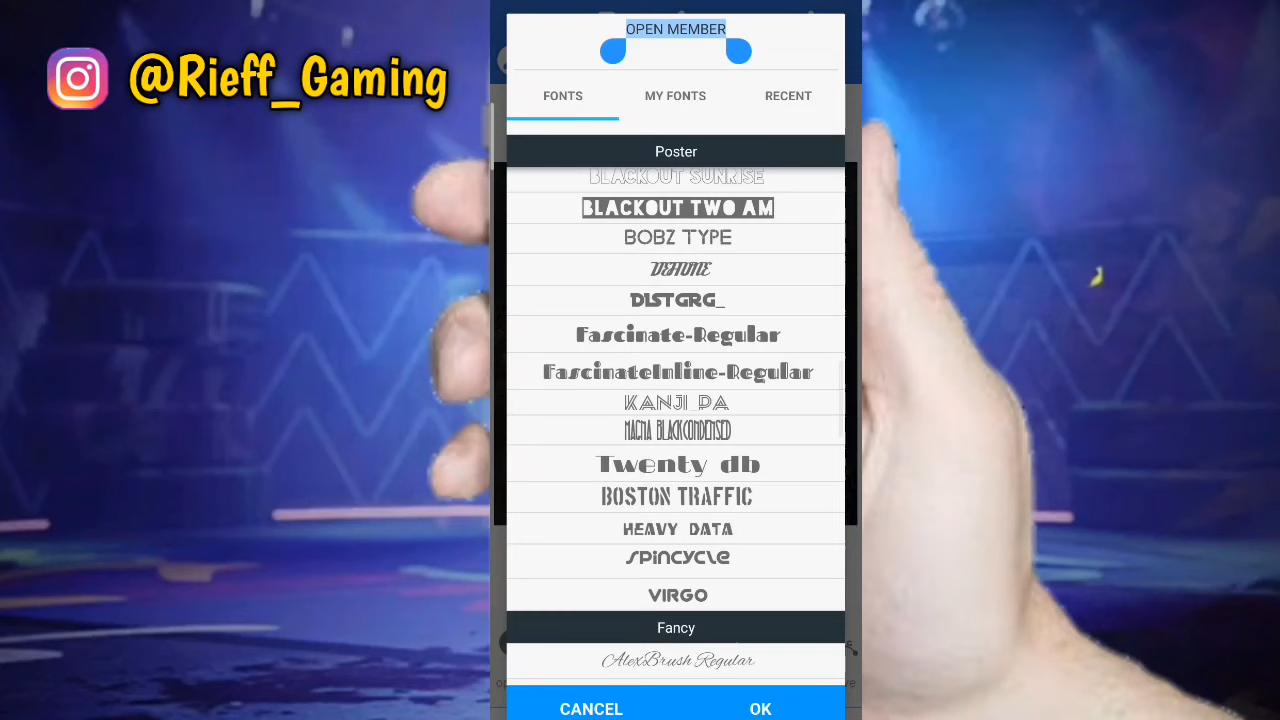 @Rieff_Gaming
OPEN MEMBER
FONTS
MY FONTS
RECENT
Poster
BLACKOUT SUNRISE
BLACKOUT TWO AM
BOBZ TYPE
DLSTGRG_
Fascinate-Regular
FascinateInline-Regular
KANJI_PA
MAGNA BLACKCONDENSED
Twenty db
BOSTON TRAFFIC
HEAVY DATA
SPINCYCLE
VIRGO
Fancy
AlexBrush Regular
CANCEL
OK